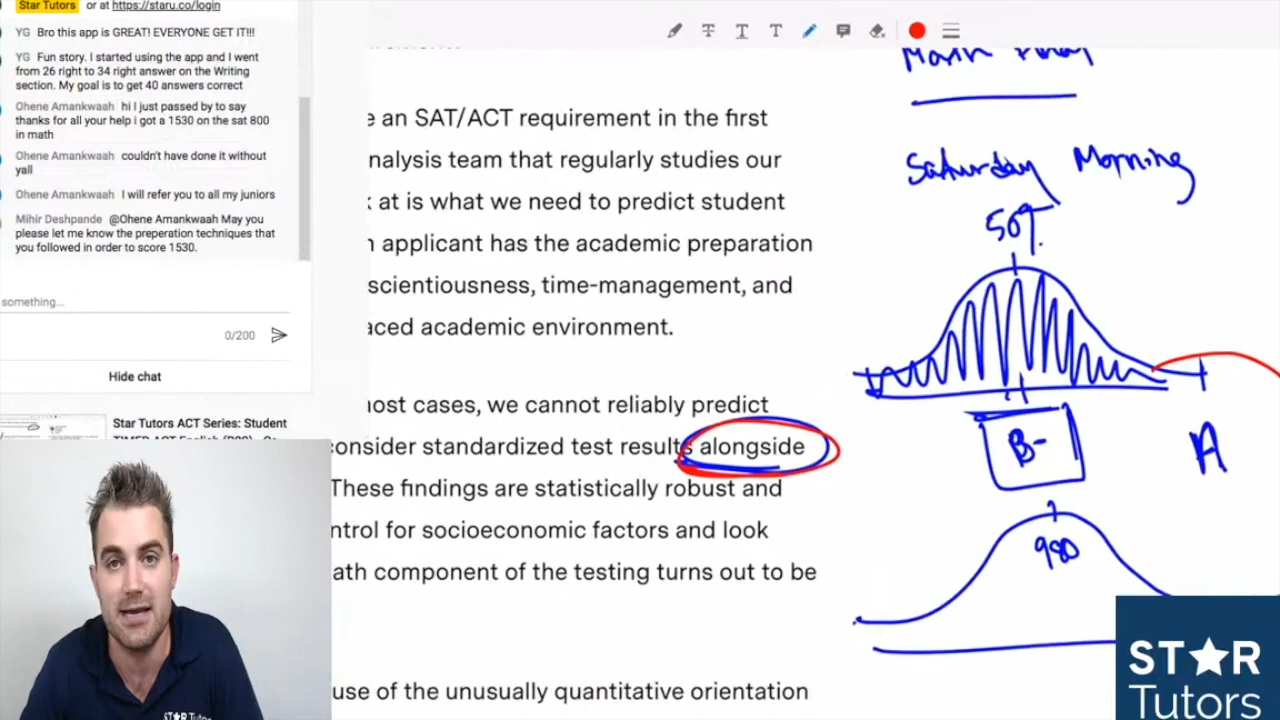 Star Tutors or at https://staru.co/login
YG Bro this app is GREAT! EVERYONE GET IT!!!
YG Fun story. I started using the app and I went
from 26 right to 34 right answer on the Writing
section. My goal is to get 40 answers correct
Ohene Amankwaah hi I just passed by to say
thanks for all your help i got a 1530 on the sat 800
in math
Ohene Amankwaah couldn't have done it without
yall
Ohene Amankwaah I will refer you to all my juniors
Mihir Deshpande @Ohene Amankwaah May you
please let me know the preperation techniques that
you followed in order to score 1530.
something...
0/200
Hide chat
Star Tutors ACT Series: Student
e an SAT/ACT requirement in the first
nalysis team that regularly studies our
k at is what we need to predict student
n applicant has the academic preparation
scientiousness, time-management, and
aced academic environment.
nost cases, we cannot reliably predict
consider standardized test results alongside
These findings are statistically robust and
ntrol for socioeconomic factors and look
ath component of the testing turns out to be
use of the unusually quantitative orientation
Saturday Morning
50%
B-
A
980
STAR
Tutors
STAR Tutors